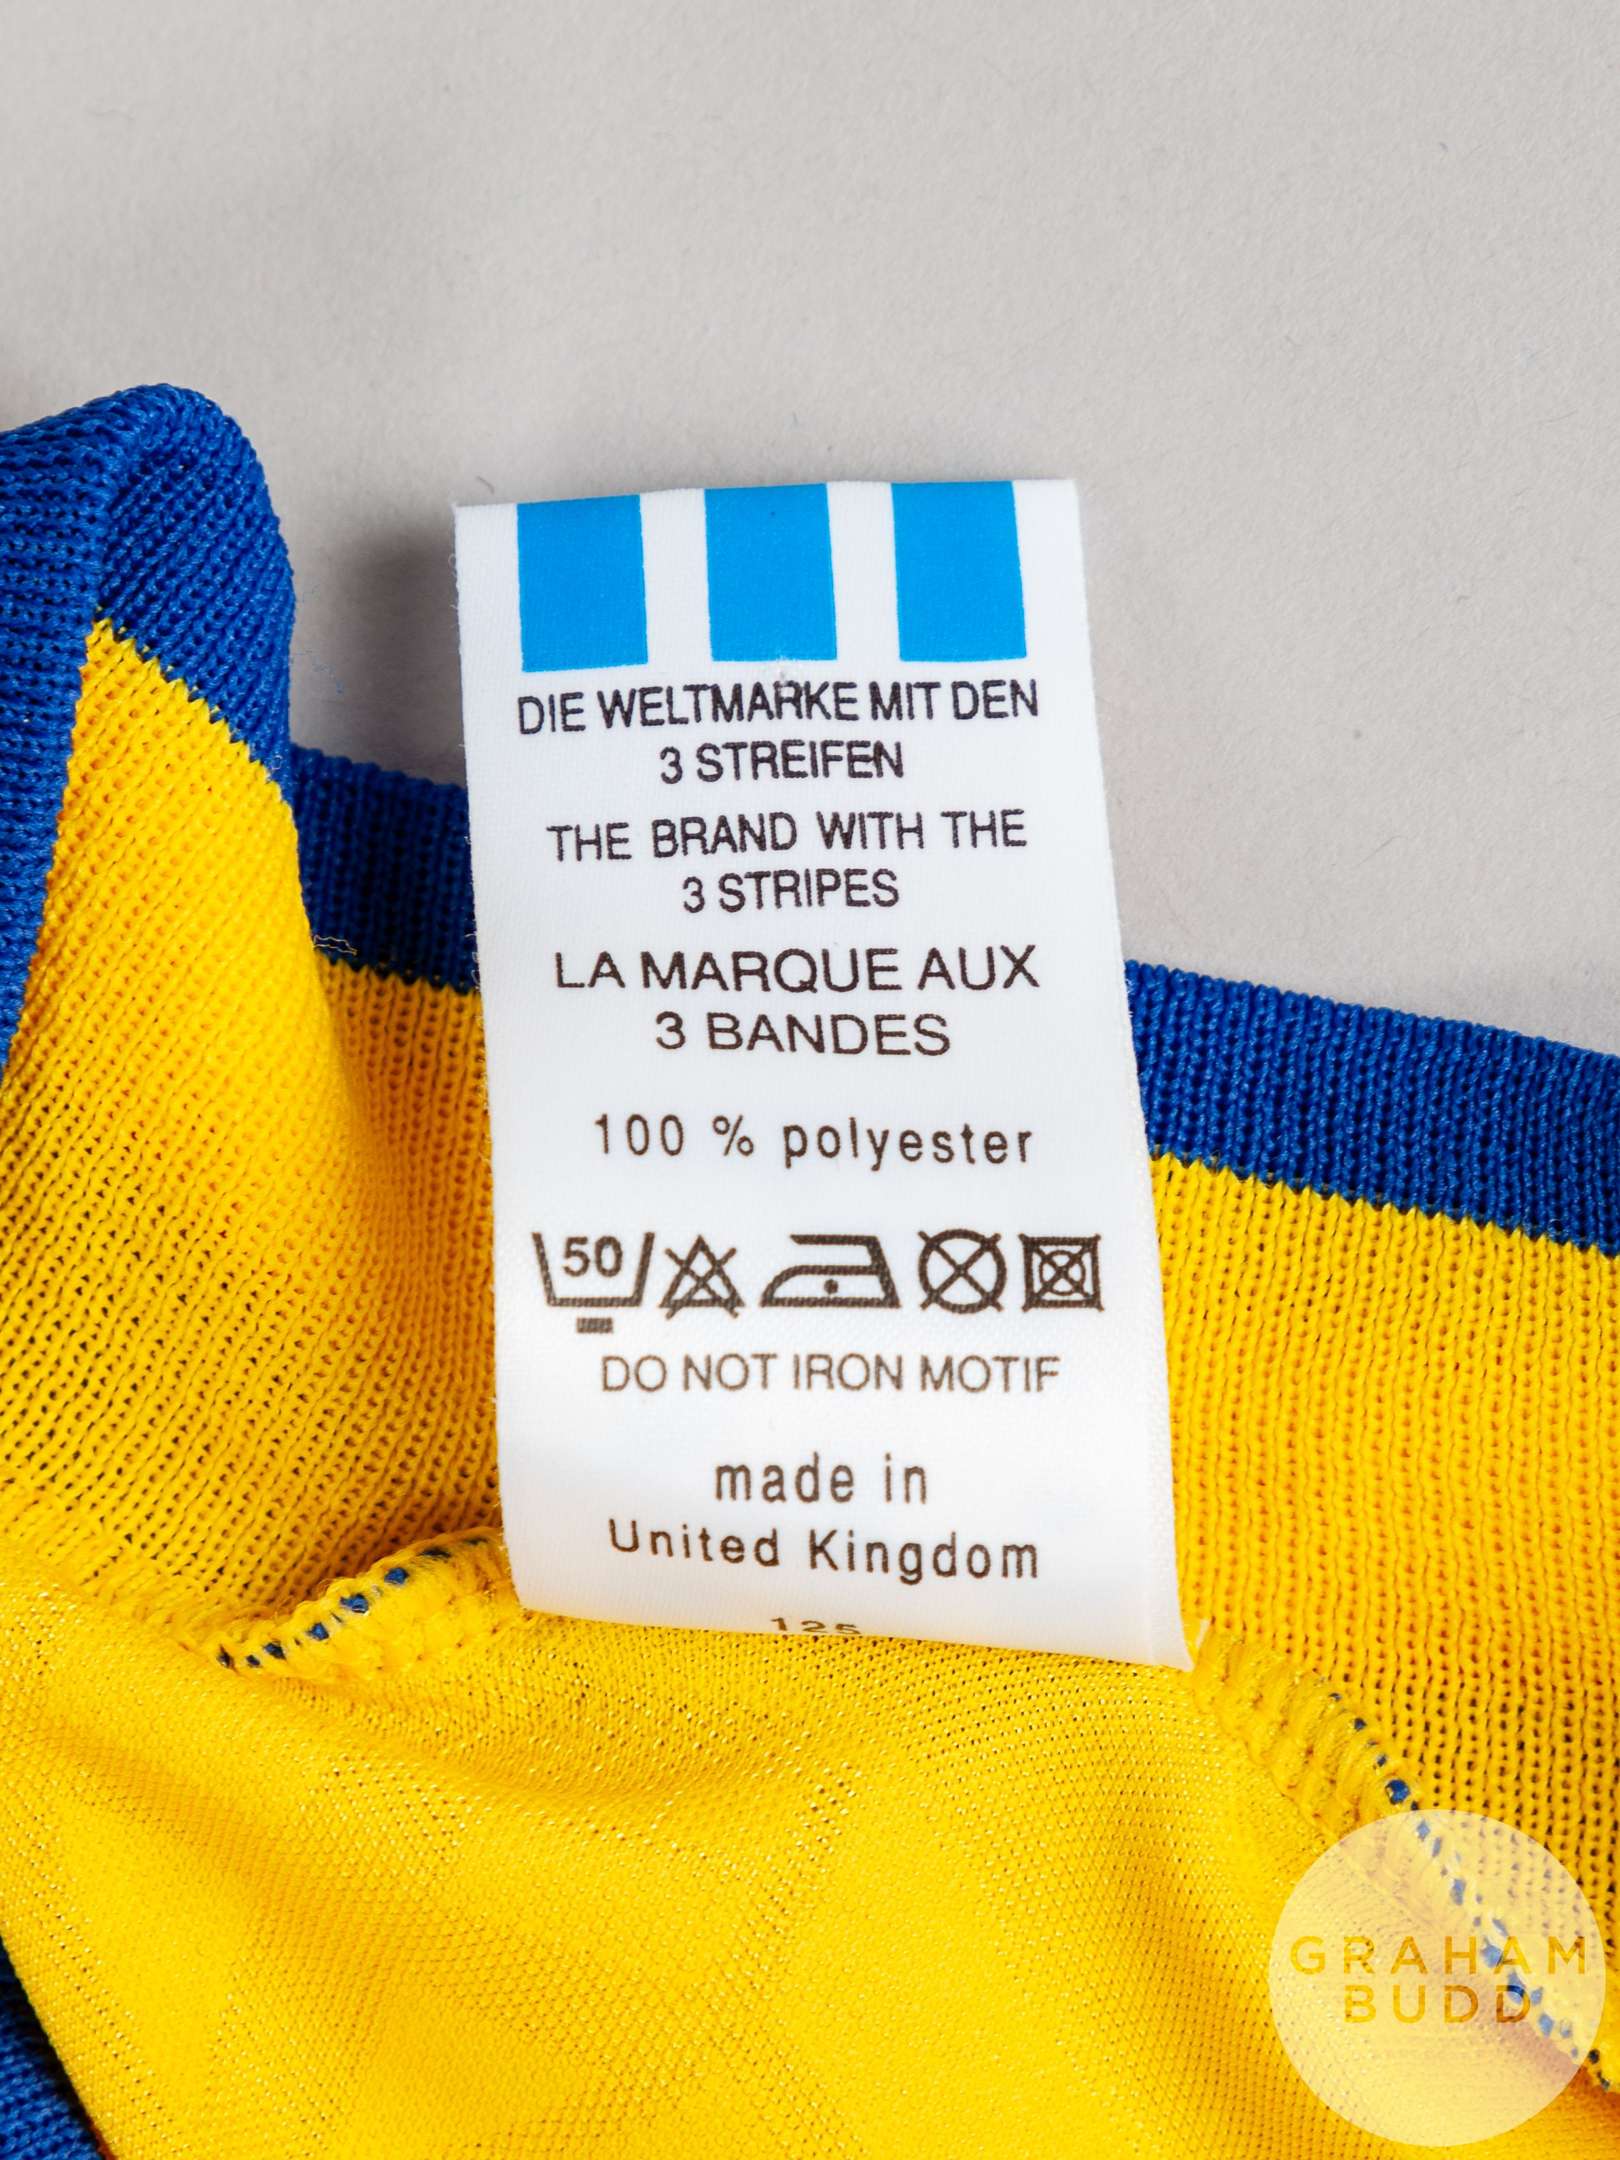 DIE WELTMARKE MIT DEN
3 STREIFEN
THE BRAND WITH THE
3 STRIPES
LA MARQUE AUX
3 BANDES
100 % polyester
50
DO NOT IRON MOTIF
made in
United Kingdom
125
GRAHAM
BUDD